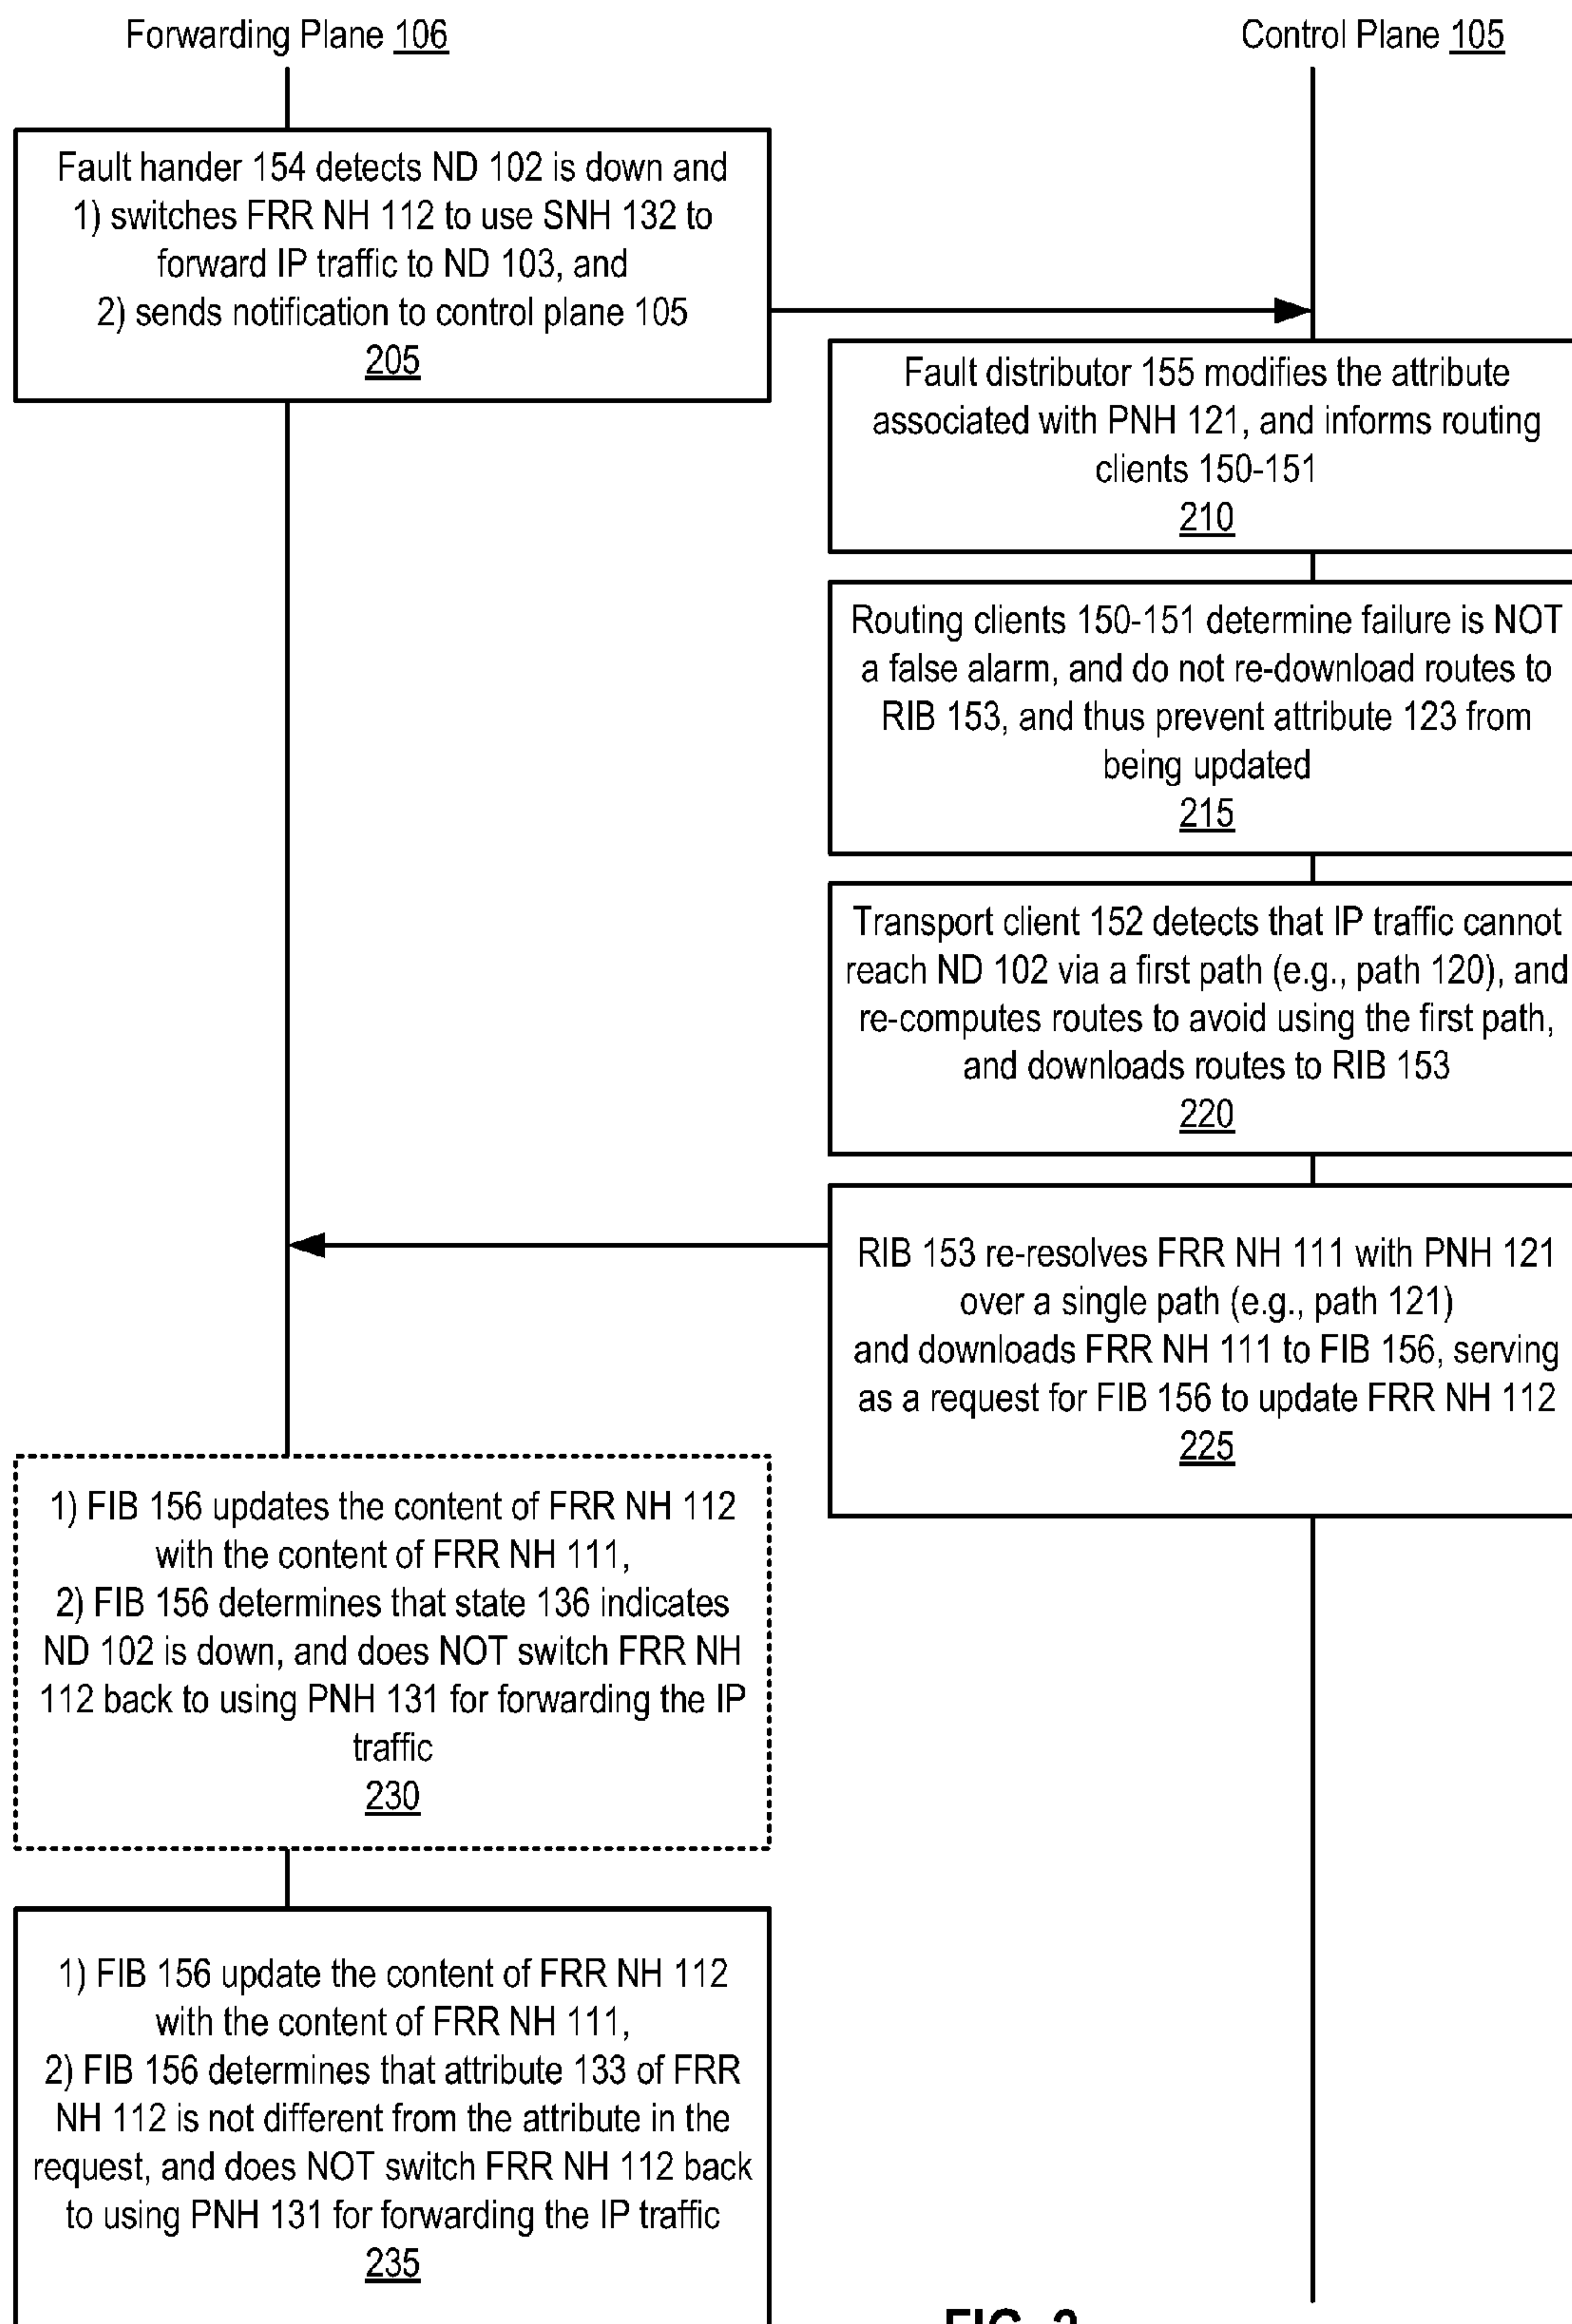 Forwarding Plane 106
Control Plane 105
Fault hander 154 detects ND 102 is down and
1) switches FRR NH 112 to use SNH 132 to
forward IP traffic to ND 103, and
2) sends notification to control plane 105
205
Fault distributor 155 modifies the attribute
associated with PNH 121, and informs routing
clients 150-151
210
Routing clients 150-151 determine failure is NOT
a false alarm, and do not re-download routes to
RIB 153, and thus prevent attribute 123 from
being updated
215
Transport client 152 detects that IP traffic cannot
reach ND 102 via a first path (e.g., path 120), and
re-computes routes to avoid using the first path,
and downloads routes to RIB 153
220
RIB 153 re-resolves FRR NH 111 with PNH 121
over a single path (e.g., path 121)
and downloads FRR NH 111 to FIB 156, serving
as a request for FIB 156 to update FRR NH 112
225
1) FIB 156 updates the content of FRR NH 112
with the content of FRR NH 111,
2) FIB 156 determines that state 136 indicates
ND 102 is down, and does NOT switch FRR NH
112 back to using PNH 131 for forwarding the IP
traffic
230
1) FIB 156 update the content of FRR NH 112
with the content of FRR NH 111,
2) FIB 156 determines that attribute 133 of FRR
NH 112 is not different from the attribute in the
request, and does NOT switch FRR NH 112 back
to using PNH 131 for forwarding the IP traffic
235